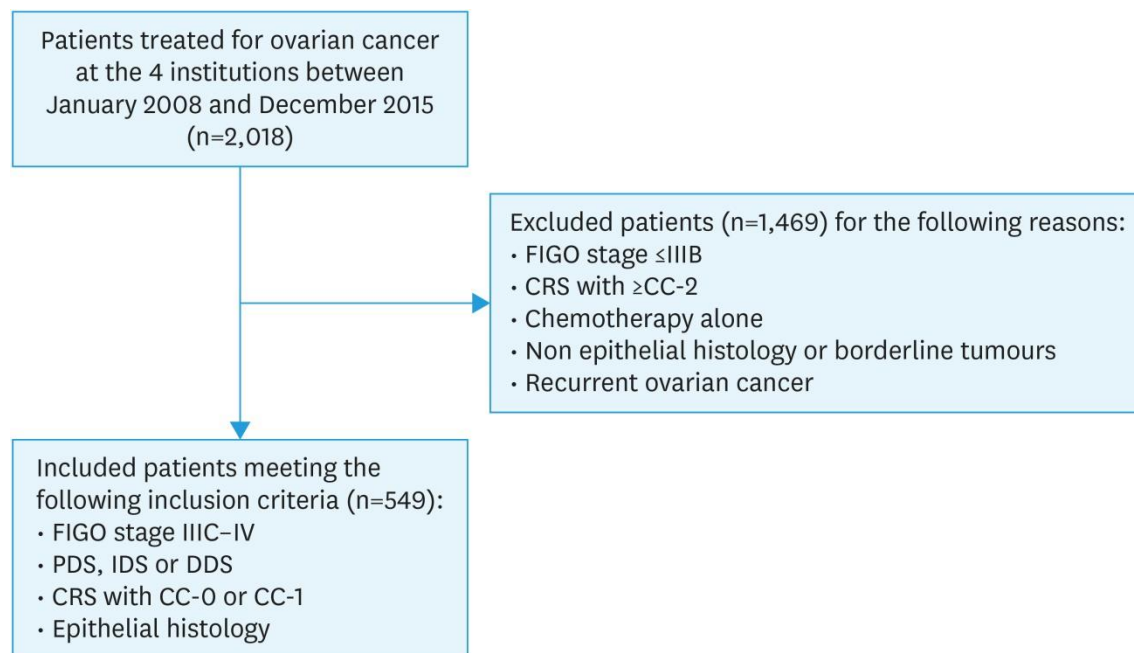 Patients treated for ovarian cancer
at the 4 institutions between
January 2008 and December 2015
(n=2,018)
Excluded patients (n=1,469) for the following reasons:
• FIGO stage ≤IIIB
• CRS with ≥CC-2
• Chemotherapy alone
• Non epithelial histology or borderline tumours
• Recurrent ovarian cancer
Included patients meeting the
following inclusion criteria (n=549):
• FIGO stage IIIC–IV
• PDS, IDS or DDS
• CRS with CC-0 or CC-1
• Epithelial histology